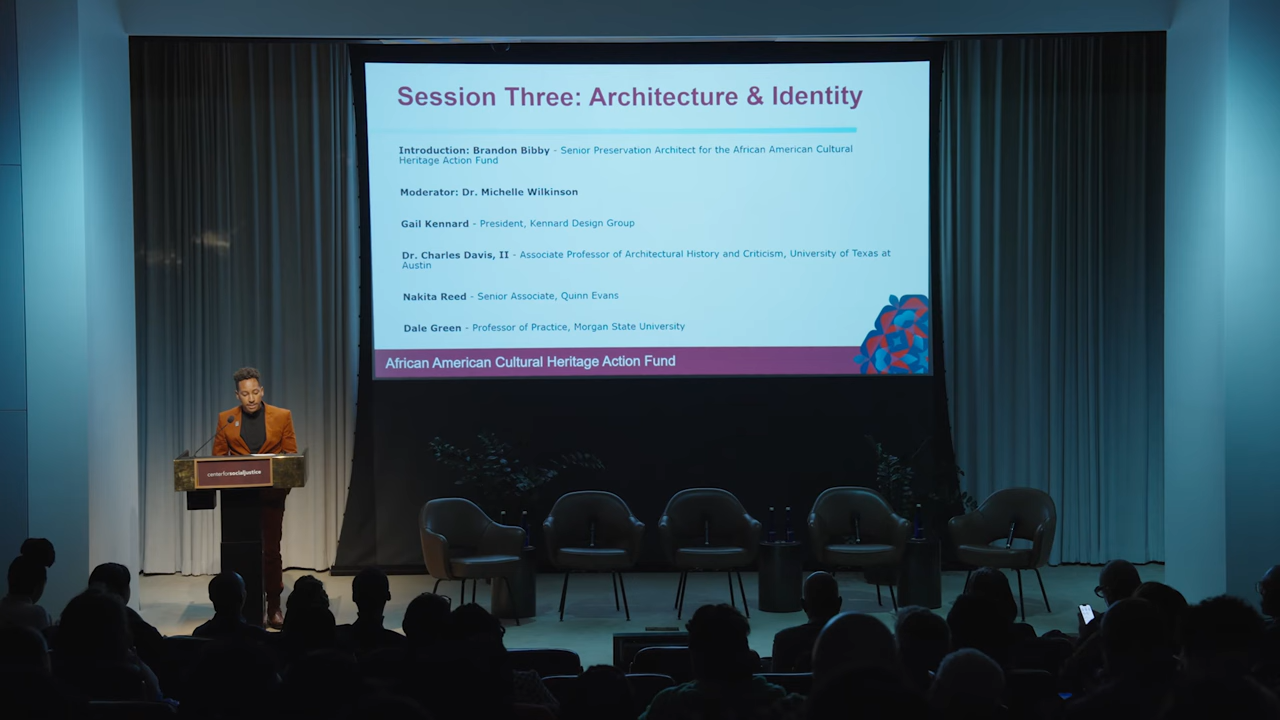 Session Three: Architecture & Identity
Introduction: Brandon Bibby - Senior Preservation Architect for the African American Cultural
Heritage Action Fund
Moderator: Dr. Michelle Wilkinson
Gail Kennard - President, Kennard Design Group
Dr. Charles Davis, II - Associate Professor of Architectural History and Criticism, University of Texas at
Austin
Nakita Reed - Senior Associate, Quinn Evans
Dale Green - Professor of Practice, Morgan State University
African American Cultural Heritage Action Fund
centerforsocialjustice